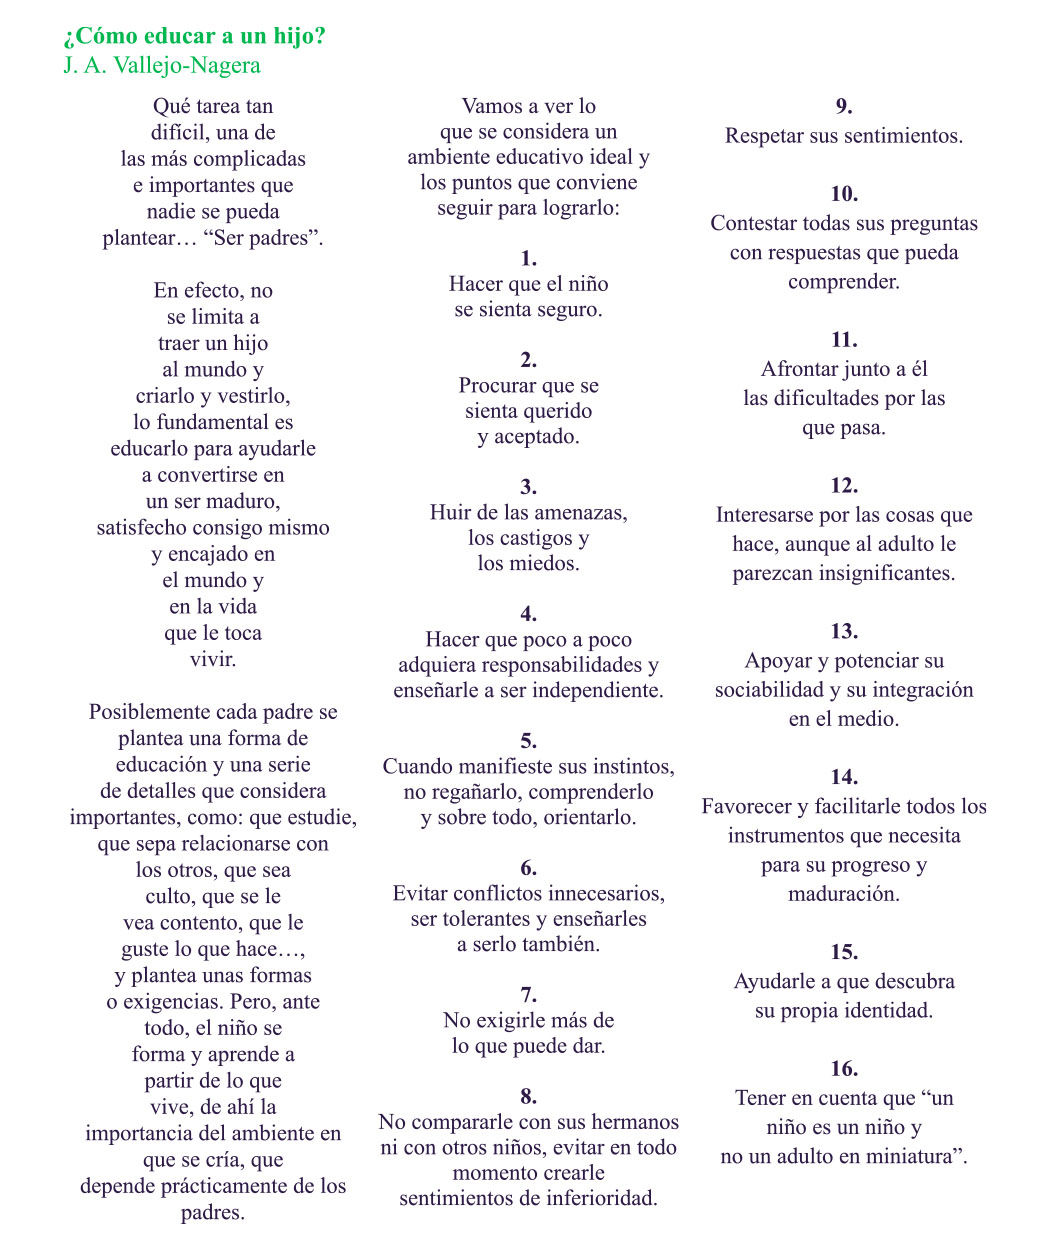 ¿Cómo educar a un hijo?
J. A. Vallejo-Nagera
Qué tarea tan
difícil, una de
las más complicadas
e importantes que
nadie se pueda
plantear… “Ser padres”.
En efecto, no
se limita a
traer un hijo
al mundo y
criarlo y vestirlo,
lo fundamental es
educarlo para ayudarle
a convertirse en
un ser maduro,
satisfecho consigo mismo
y encajado en
el mundo y
en la vida
que le toca
vivir.
Posiblemente cada padre se
plantea una forma de
educación y una serie
de detalles que considera
importantes, como: que estudie,
que sepa relacionarse con
los otros, que sea
culto, que se le
vea contento, que le
guste lo que hace…,
y plantea unas formas
o exigencias. Pero, ante
todo, el niño se
forma y aprende a
partir de lo que
vive, de ahí la
importancia del ambiente en
que se cría, que
depende prácticamente de los
padres.
Vamos a ver lo
que se considera un
ambiente educativo ideal y
los puntos que conviene
seguir para lograrlo:
1.
Hacer que el niño
se sienta seguro.
2.
Procurar que se
sienta querido
y aceptado.
3.
Huir de las amenazas,
los castigos y
los miedos.
4.
Hacer que poco a poco
adquiera responsabilidades y
enseñarle a ser independiente.
5.
Cuando manifieste sus instintos,
no regañarlo, comprenderlo
y sobre todo, orientarlo.
6.
Evitar conflictos innecesarios,
ser tolerantes y enseñarles
a serlo también.
7.
No exigirle más de
lo que puede dar.
8.
No compararle con sus hermanos
ni con otros niños, evitar en todo
momento crearle
sentimientos de inferioridad.
9.
Respetar sus sentimientos.
10.
Contestar todas sus preguntas
con respuestas que pueda
comprender.
11.
Afrontar junto a él
las dificultades por las
que pasa.
12.
Interesarse por las cosas que
hace, aunque al adulto le
parezcan insignificantes.
13.
Apoyar y potenciar su
sociabilidad y su integración
en el medio.
14.
Favorecer y facilitarle todos los
instrumentos que necesita
para su progreso y
maduración.
15.
Ayudarle a que descubra
su propia identidad.
16.
Tener en cuenta que “un
niño es un niño y
no un adulto en miniatura”.